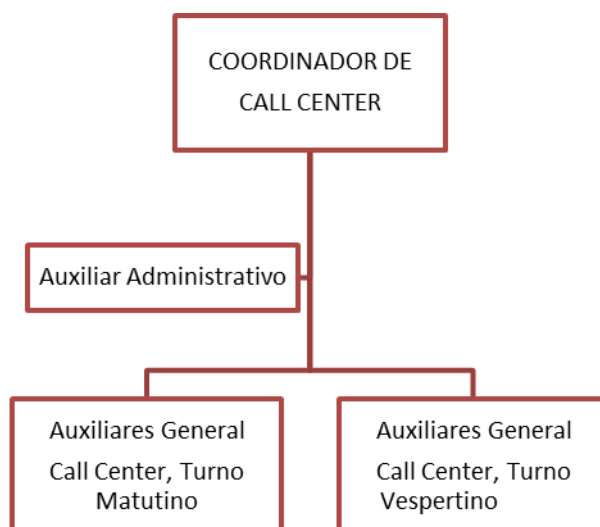 COORDINADOR DE
CALL CENTER
Auxiliar Administrativo
Auxiliares General
Call Center, Turno
Matutino
Auxiliares General
Call Center, Turno
Vespertino